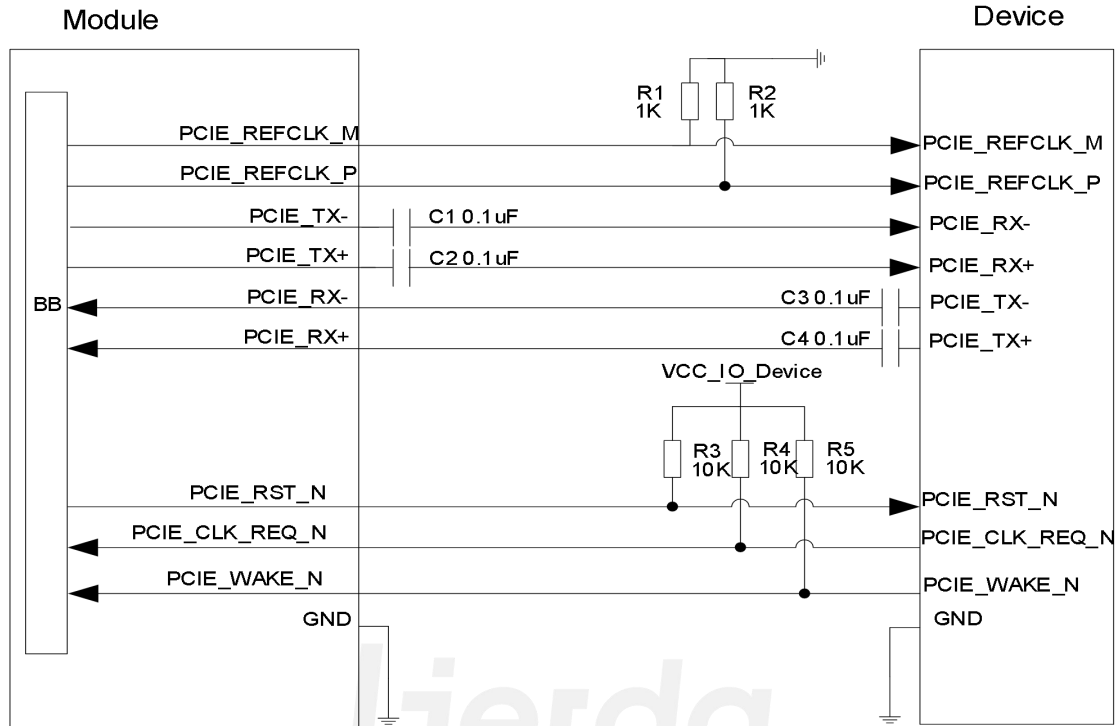 Module
Device
R1
1K
R2
1K
PCIE_REFCLK_M
PCIE_REFCLK_M
PCIE_REFCLK_P
PCIE_REFCLK_P
PCIE_TX-
C1 0.1uF
PCIE_RX-
PCIE_TX+
C2 0.1uF
PCIE_RX+
BB
PCIE_RX-
C3 0.1uF
PCIE_TX-
PCIE_RX+
C4 0.1uF
PCIE_TX+
VCC_IO_Device
R3
10K
R4
10K
R5
10K
PCIE_RST_N
PCIE_RST_N
PCIE_CLK_REQ_N
PCIE_CLK_REQ_N
PCIE_WAKE_N
PCIE_WAKE_N
GND
GND